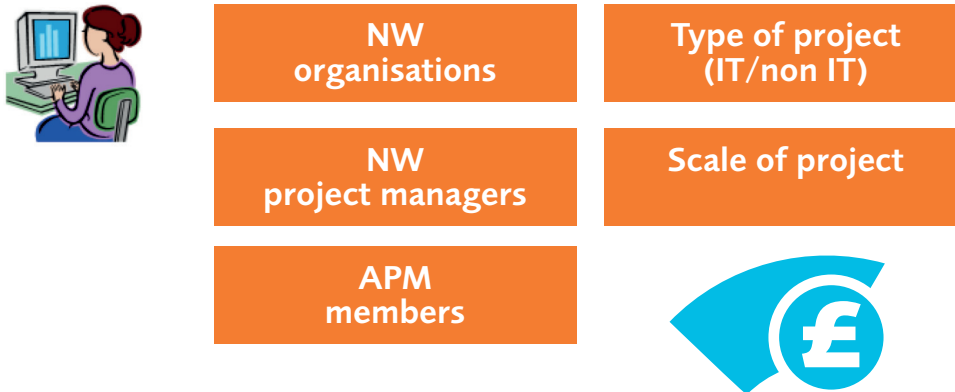 NW
organisations
Type of project
(IT/non IT)
NW
project managers
Scale of project
APM
members
£